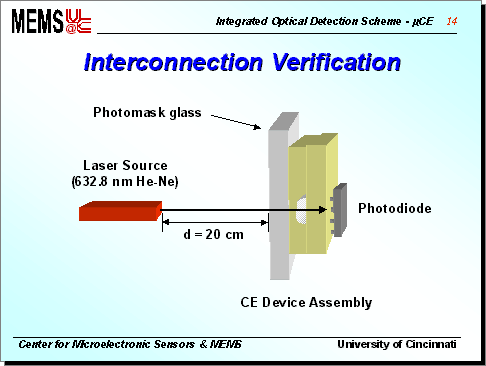 MEMS UC @
Integrated Optical Detection Scheme - µCE 14
Interconnection Verification
Photomask glass
Laser Source
(632.8 nm He-Ne)
Photodiode
d = 20 cm
CE Device Assembly
Center for Microelectronic Sensors & MEMS
University of Cincinnati